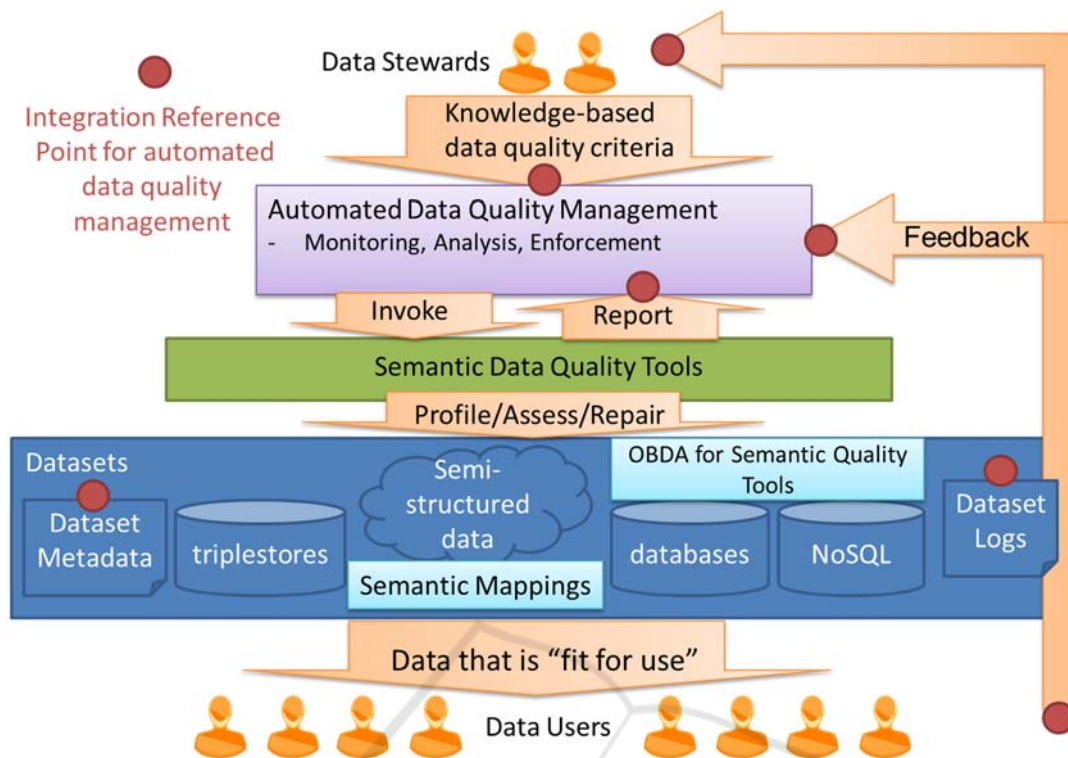 Data Stewards
Integration Reference
Point for automated
data quality
management
Knowledge-based
data quality criteria
Automated Data Quality Management
- Monitoring, Analysis, Enforcement
Feedback
Invoke
Report
Semantic Data Quality Tools
Profile/Assess/Repair
Datasets
Dataset
Metadata
triplestores
Semi-
structured
data
Semantic Mappings
OBDA for Semantic Quality
Tools
databases
NoSQL
Dataset
Logs
Data that is “fit for use”
Data Users